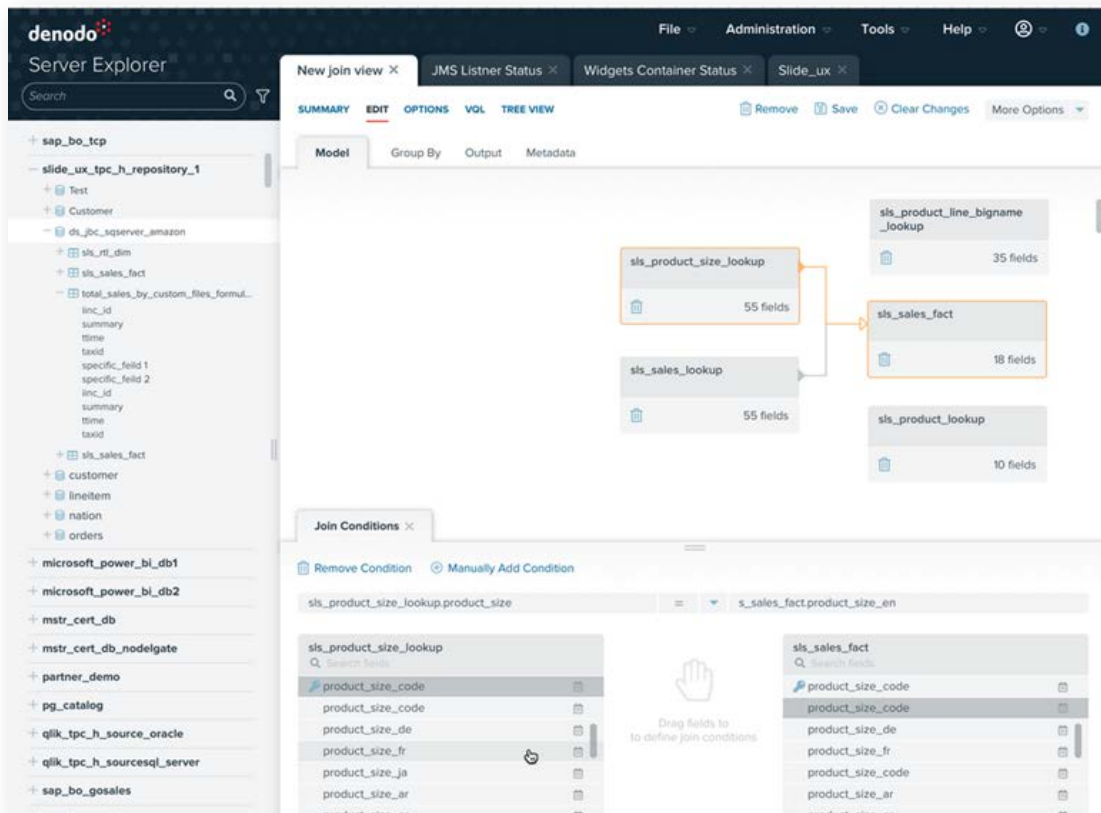 denodo
File
Administration
Tools
Help
Server Explorer
Search
New join view
JMS Listner Status
Widgets Container Status
Slide_ux
SUMMARY EDIT OPTIONS VQL TREE VIEW
Remove Save Clear Changes More Options
Model Group By Output Metadata
sap_bo_tcp
slide_ux_tpc_h_repository_1
Test
Customer
ds_jbc_sqserver_amazon
sls_rtl_dim
sls_sales_fact
total_sales_by_custom_files_formul...
linc_id
summary
ttime
taxid
specific_feild 1
specific_feild 2
linc_id
summary
ttime
taxid
sls_sales_fact
customer
lineitem
nation
orders
microsoft_power_bi_db1
microsoft_power_bi_db2
mstr_cert_db
mstr_cert_db_nodelgate
partner_demo
pg_catalog
qlik_tpc_h_source_oracle
qlik_tpc_h_sourcesql_server
sap_bo_gosales
sls_product_size_lookup
55 fields
sls_sales_lookup
55 fields
sls_product_line_bigname
_lookup
35 fields
sls_sales_fact
18 fields
sls_product_lookup
10 fields
Join Conditions
Remove Condition Manually Add Condition
sls_product_size_lookup.product_size = s_sales_fact.product_size_en
sls_product_size_lookup
Search fields
product_size_code
product_size_code
product_size_de
product_size_fr
product_size_ja
product_size_ar
Drag fields to
to define join conditions
sls_sales_fact
Search fields
product_size_code
product_size_code
product_size_de
product_size_fr
product_size_code
product_size_ar